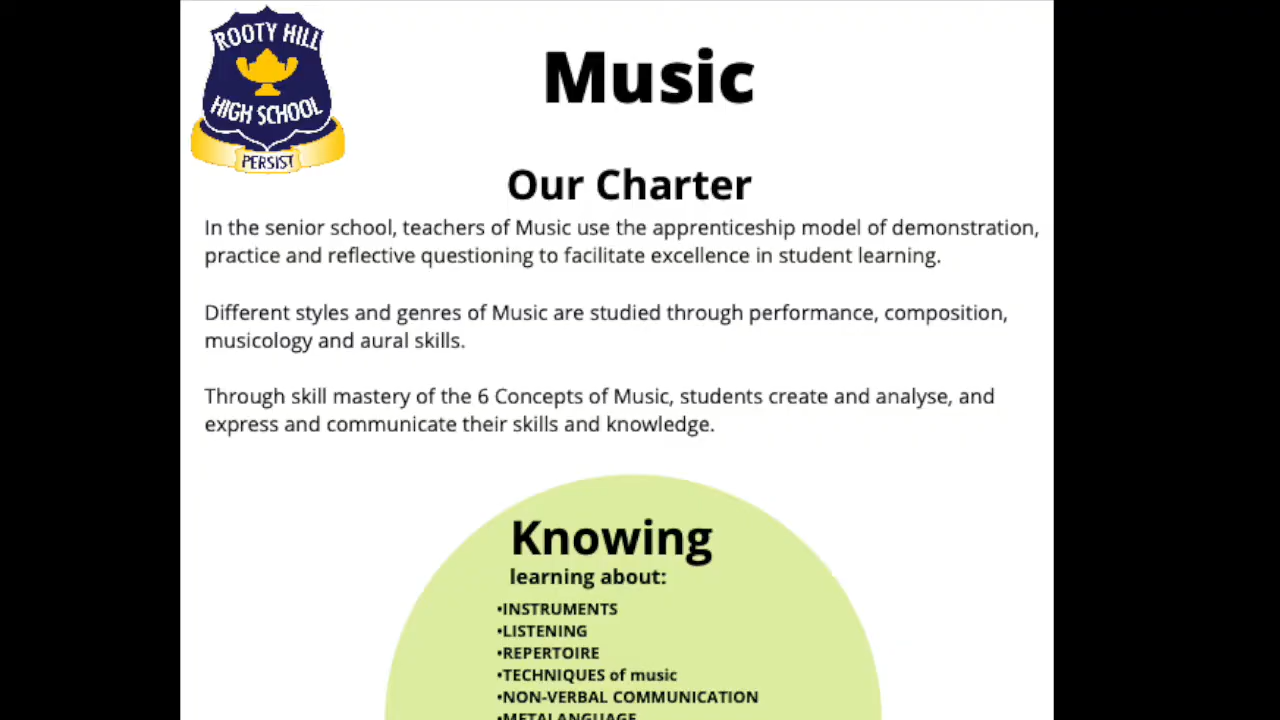 ROOTY HILL
HIGH SCHOOL
PERSIST
Music
Our Charter
In the senior school, teachers of Music use the apprenticeship model of demonstration,
practice and reflective questioning to facilitate excellence in student learning.
Different styles and genres of Music are studied through performance, composition,
musicology and aural skills.
Through skill mastery of the 6 Concepts of Music, students create and analyse, and
express and communicate their skills and knowledge.
Knowing
learning about:
•INSTRUMENTS
•LISTENING
•REPERTOIRE
•TECHNIQUES of music
•NON-VERBAL COMMUNICATION
•METALANGUAGE